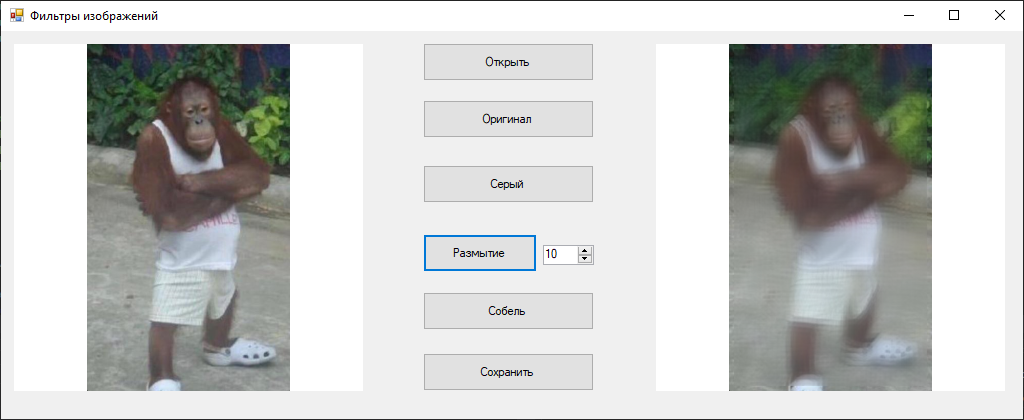 Фильтры изображений
Открыть
Оригинал
Серый
Размытие
10
Собель
Сохранить